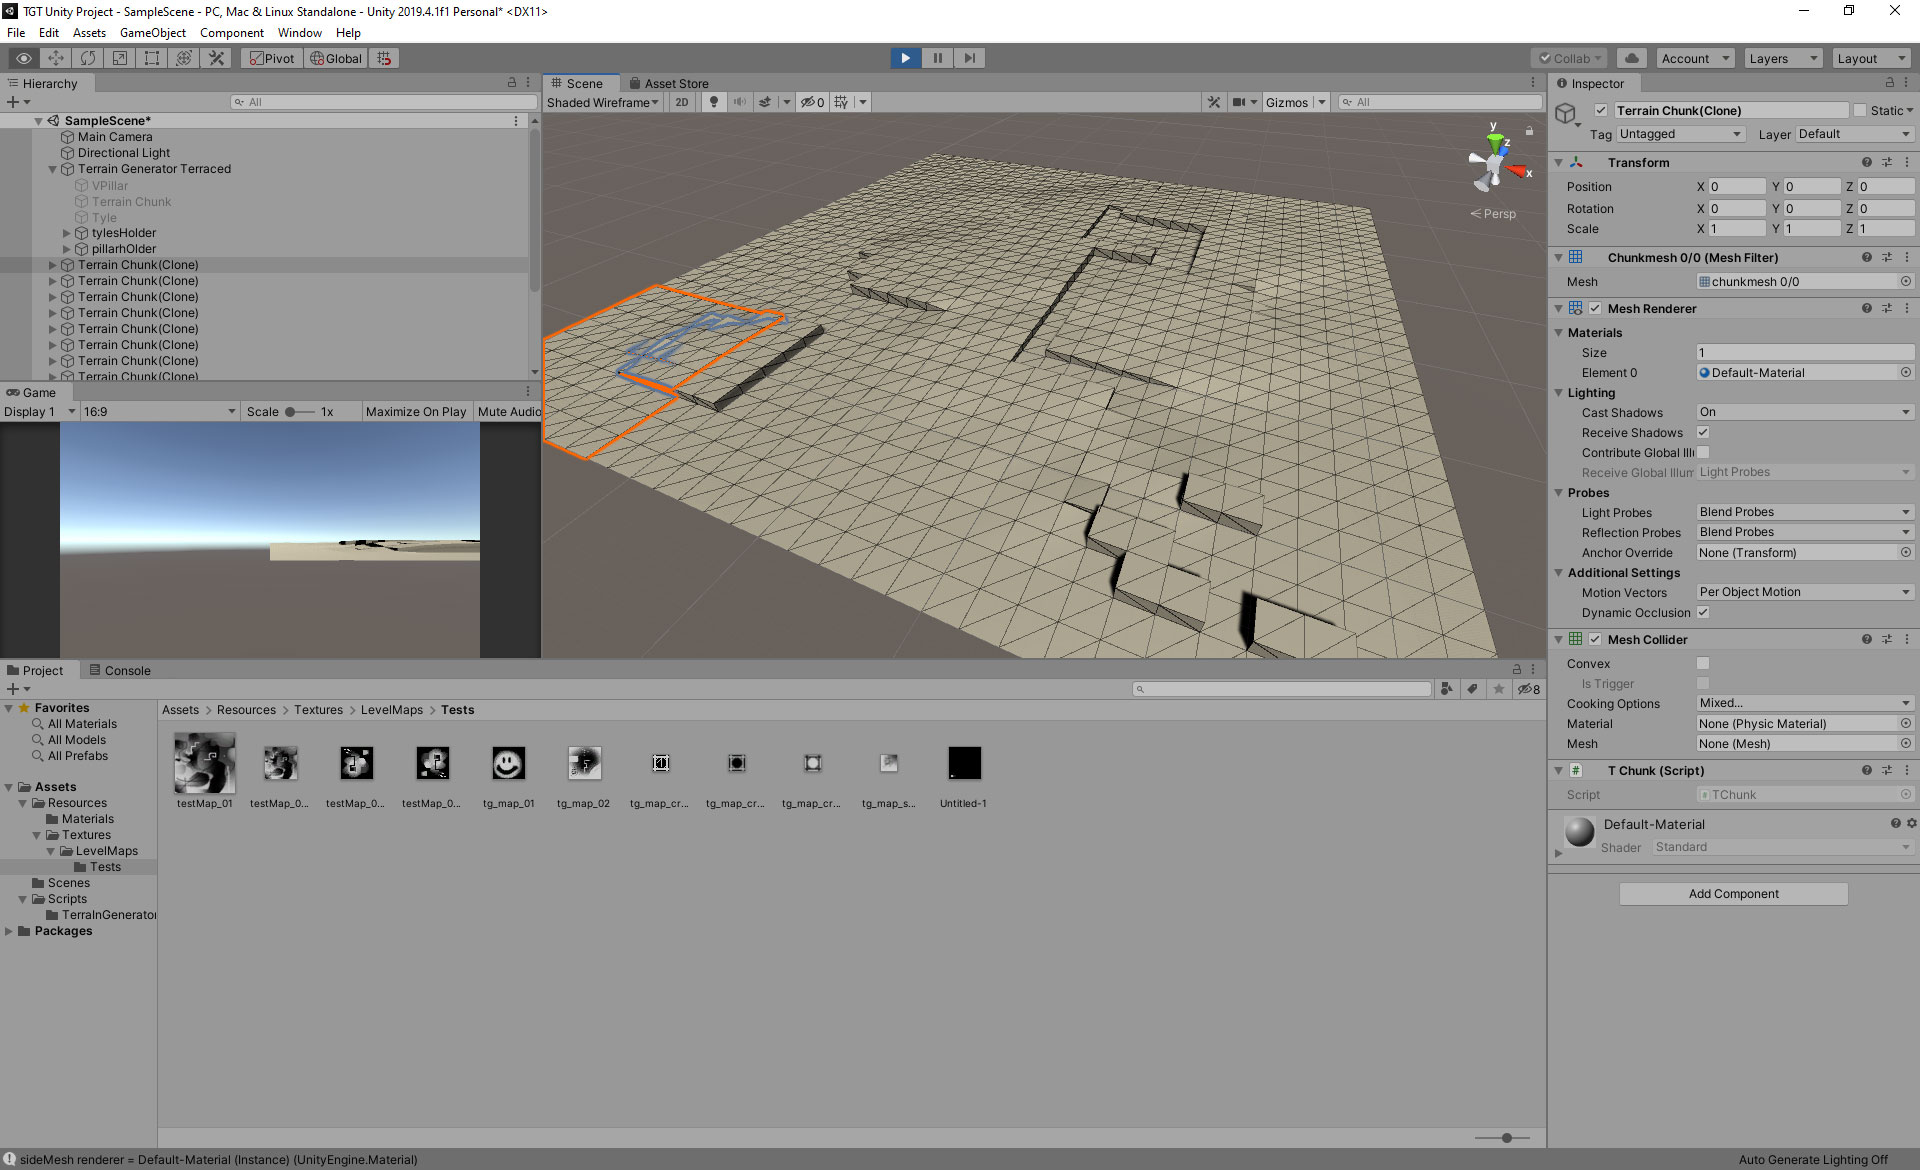 TGT Unity Project - SampleScene - PC, Mac & Linux Standalone - Unity 2019.4.1f1 Personal* <DX11>
File Edit Assets GameObject Component Window Help
Pivot Global Collab Account Layers Layout
Hierarchy
All
SampleScene*
Main Camera
Directional Light
Terrain Generator Terraced
VPillar
Terrain Chunk
Tyle
tylesHolder
pillarhOlder
Terrain Chunk(Clone)
Terrain Chunk(Clone)
Terrain Chunk(Clone)
Terrain Chunk(Clone)
Terrain Chunk(Clone)
Terrain Chunk(Clone)
Terrain Chunk(Clone)
Terrain Chunk(Clone)
Game
Display 1 16:9 Scale 1x Maximize On Play Mute Audio
Scene Asset Store
Shaded Wireframe 2D 0 Gizmos All
y
z
x
Persp
Project Console
8
Favorites
All Materials
All Models
All Prefabs
Assets
Resources
Materials
Textures
LevelMaps
Tests
Scenes
Scripts
TerraInGenerator
Packages
Assets > Resources > Textures > LevelMaps > Tests
testMap_01 testMap_0... testMap_0... testMap_0... tg_map_01 tg_map_02 tg_map_cr... tg_map_cr... tg_map_cr... tg_map_s... Untitled-1
Inspector
Terrain Chunk(Clone) Static
Tag Untagged Layer Default
Transform
Position X 0 Y 0 Z 0
Rotation X 0 Y 0 Z 0
Scale X 1 Y 1 Z 1
Chunkmesh 0/0 (Mesh Filter)
Mesh chunkmesh 0/0
Mesh Renderer
Materials
Size 1
Element 0 Default-Material
Lighting
Cast Shadows On
Receive Shadows
Contribute Global Illu
Receive Global Illum Light Probes
Probes
Light Probes Blend Probes
Reflection Probes Blend Probes
Anchor Override None (Transform)
Additional Settings
Motion Vectors Per Object Motion
Dynamic Occlusion
Mesh Collider
Convex
Is Trigger
Cooking Options Mixed...
Material None (Physic Material)
Mesh None (Mesh)
T Chunk (Script)
Script TChunk
Default-Material
Shader Standard
Add Component
sideMesh renderer = Default-Material (Instance) (UnityEngine.Material)
Auto Generate Lighting Off